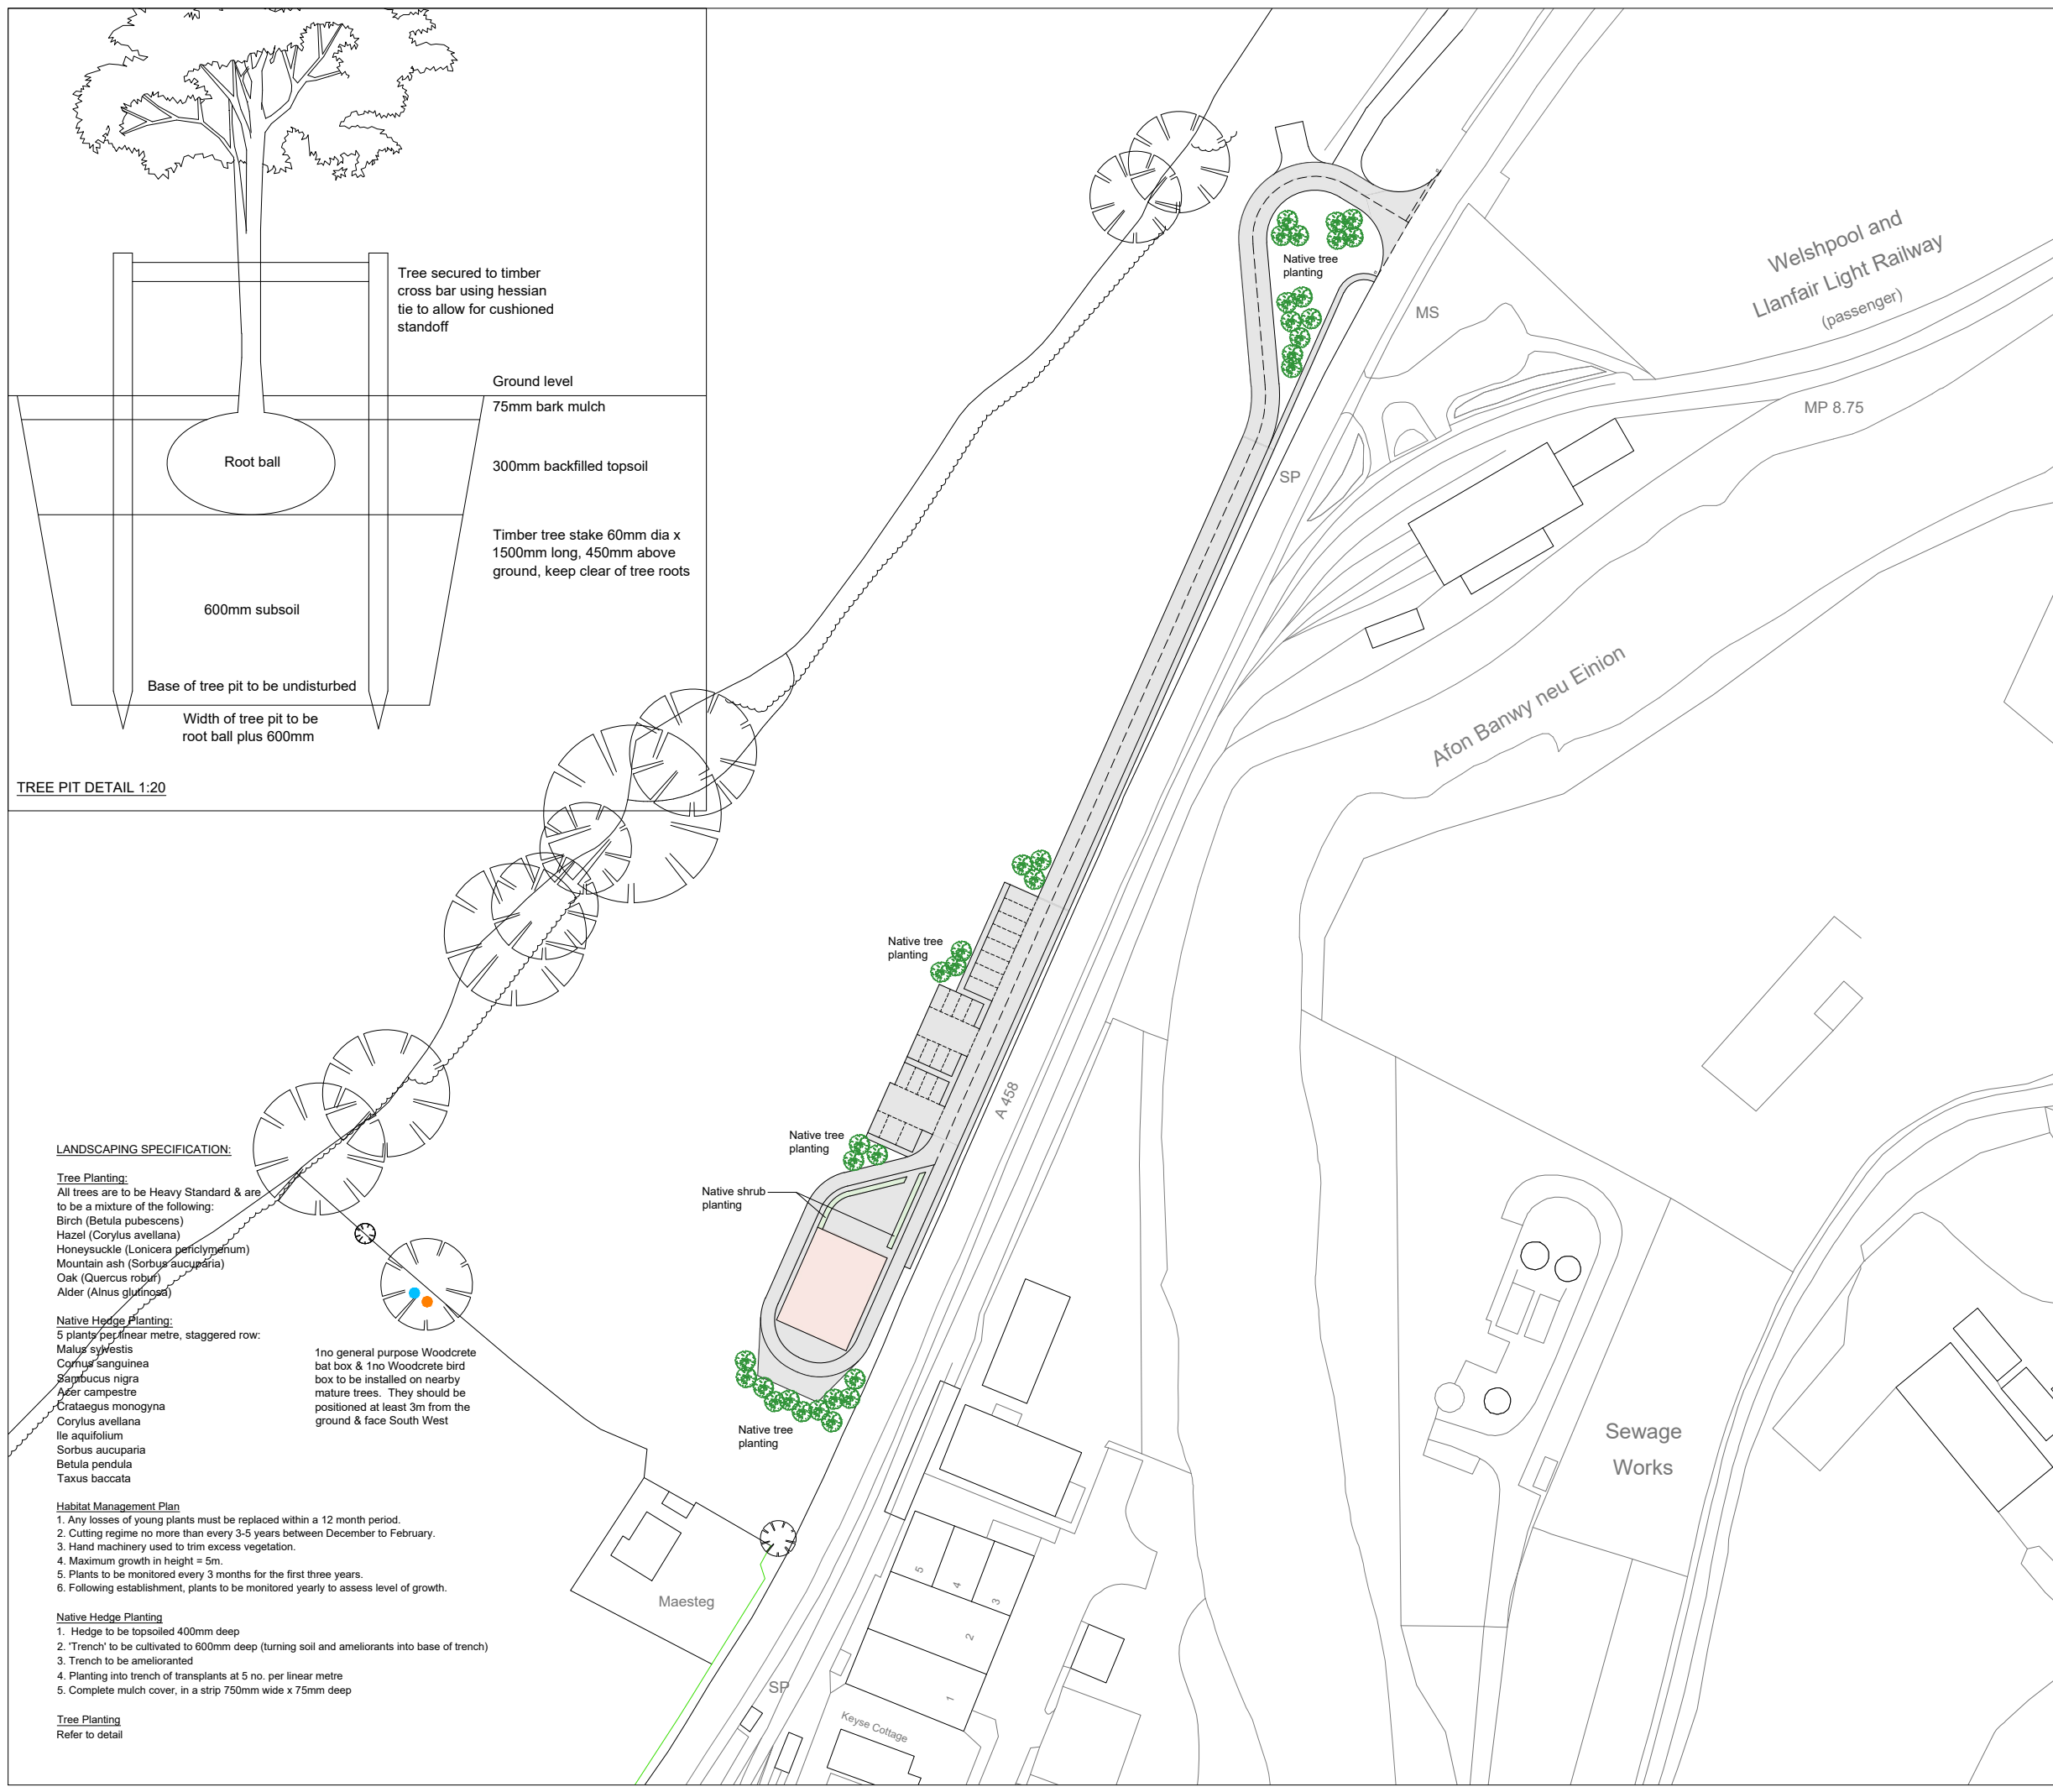 Tree secured to timber
cross bar using hessian
tie to allow for cushioned
standoff
Ground level
75mm bark mulch
Root ball
300mm backfilled topsoil
Timber tree stake 60mm dia x
1500mm long, 450mm above
ground, keep clear of tree roots
600mm subsoil
Base of tree pit to be undisturbed
Width of tree pit to be
root ball plus 600mm
TREE PIT DETAIL 1:20
Native tree
planting
Welshpool and
Llanfair Light Railway
(passenger)
MS
MP 8.75
SP
Afon Banwy neu Einion
Native tree
planting
A 458
Native tree
planting
Native shrub
planting
Native tree
planting
Sewage
Works
Maesteg
5
4
3
2
1
SP
Keyse Cottage
LANDSCAPING SPECIFICATION:
Tree Planting:
All trees are to be Heavy Standard & are
to be a mixture of the following:
Birch (Betula pubescens)
Hazel (Corylus avellana)
Honeysuckle (Lonicera periclymenum)
Mountain ash (Sorbus aucuparia)
Oak (Quercus robur)
Alder (Alnus glutinosa)
Native Hedge Planting:
5 plants per linear metre, staggered row:
Malus sylvestis
Cornus sanguinea
Sambucus nigra
Acer campestre
Crataegus monogyna
Corylus avellana
Ile aquifolium
Sorbus aucuparia
Betula pendula
Taxus baccata
1no general purpose Woodcrete
bat box & 1no Woodcrete bird
box to be installed on nearby
mature trees. They should be
positioned at least 3m from the
ground & face South West
Habitat Management Plan
1. Any losses of young plants must be replaced within a 12 month period.
2. Cutting regime no more than every 3-5 years between December to February.
3. Hand machinery used to trim excess vegetation.
4. Maximum growth in height = 5m.
5. Plants to be monitored every 3 months for the first three years.
6. Following establishment, plants to be monitored yearly to assess level of growth.
Native Hedge Planting
1. Hedge to be topsoiled 400mm deep
2. 'Trench' to be cultivated to 600mm deep (turning soil and ameliorants into base of trench)
3. Trench to be amelioranted
4. Planting into trench of transplants at 5 no. per linear metre
5. Complete mulch cover, in a strip 750mm wide x 75mm deep
Tree Planting
Refer to detail